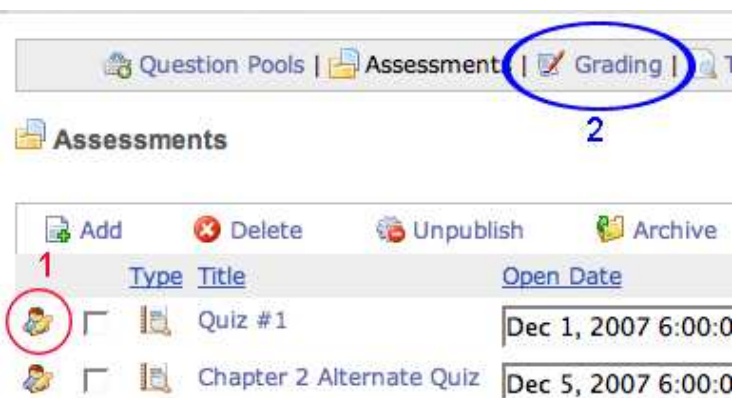 Question Pools | Assessments | Grading | T
2
Assessments
Add Delete Unpublish Archive
1
Type Title Open Date
Quiz #1 Dec 1, 2007 6:00:0
Chapter 2 Alternate Quiz Dec 5, 2007 6:00:0